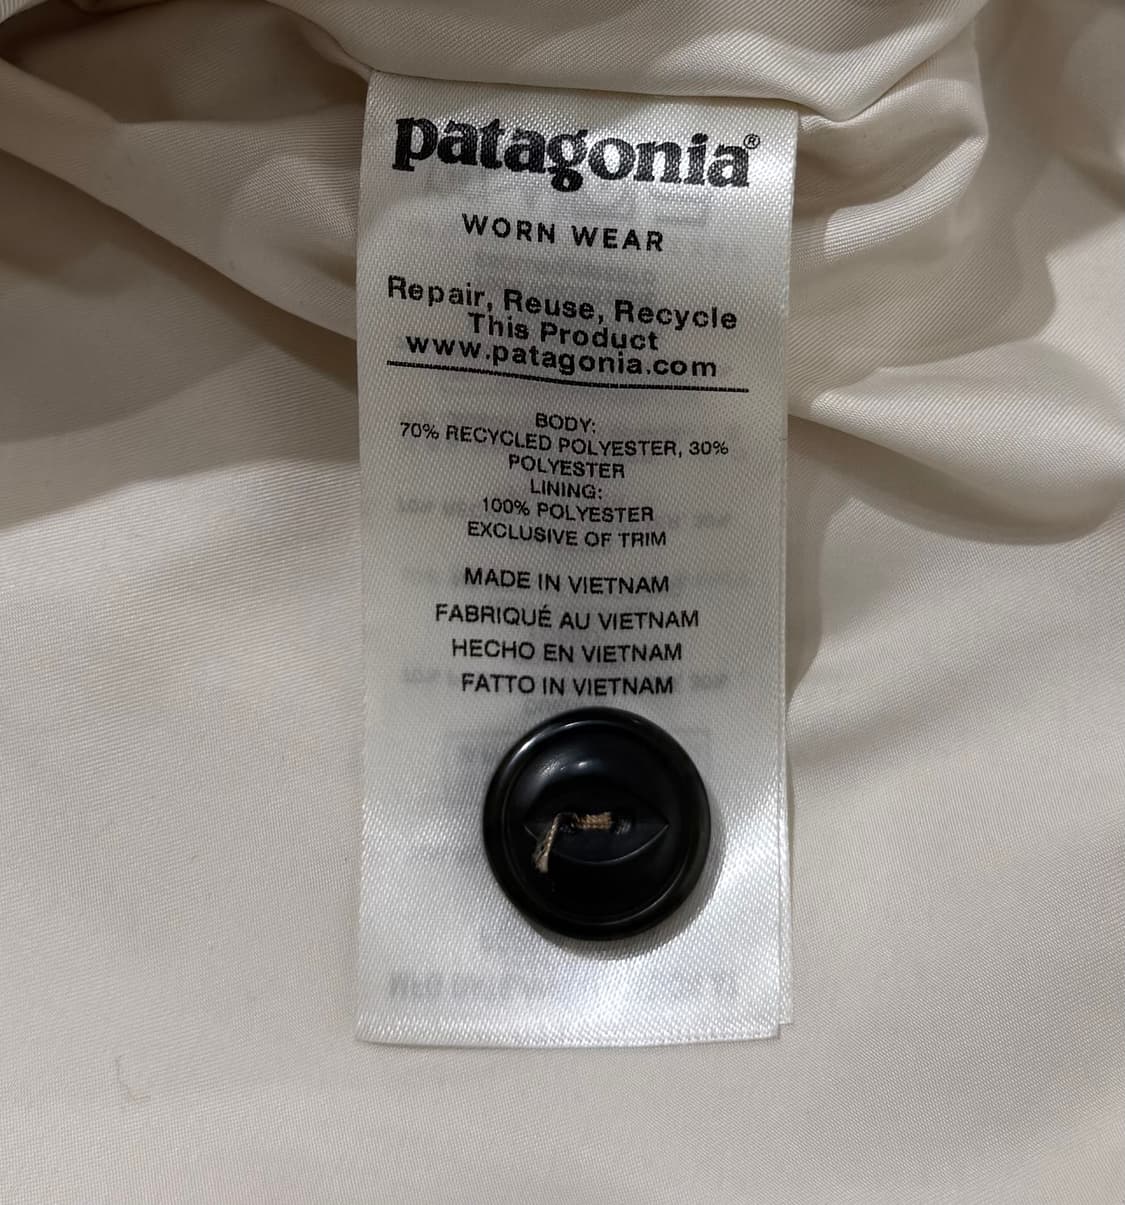 patagonia®
WORN WEAR
Repair, Reuse, Recycle
This Product
www.patagonia.com
BODY:
70% RECYCLED POLYESTER, 30%
POLYESTER
LINING:
100% POLYESTER
EXCLUSIVE OF TRIM
MADE IN VIETNAM
FABRIQUÉ AU VIETNAM
HECHO EN VIETNAM
FATTO IN VIETNAM